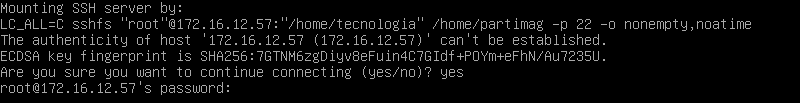 Mounting SSH server by:
LC_ALL=C sshfs "root"@172.16.12.57:"/home/tecnologia" /home/partimag -p 22 -o nonempty,noatime
The authenticity of host '172.16.12.57 (172.16.12.57)' can't be established.
ECDSA key fingerprint is SHA256:7GTNM6zgDiyv8eFuin4C7GIdf+POYm+eFhN/Au7235U.
Are you sure you want to continue connecting (yes/no)? yes
root@172.16.12.57's password: